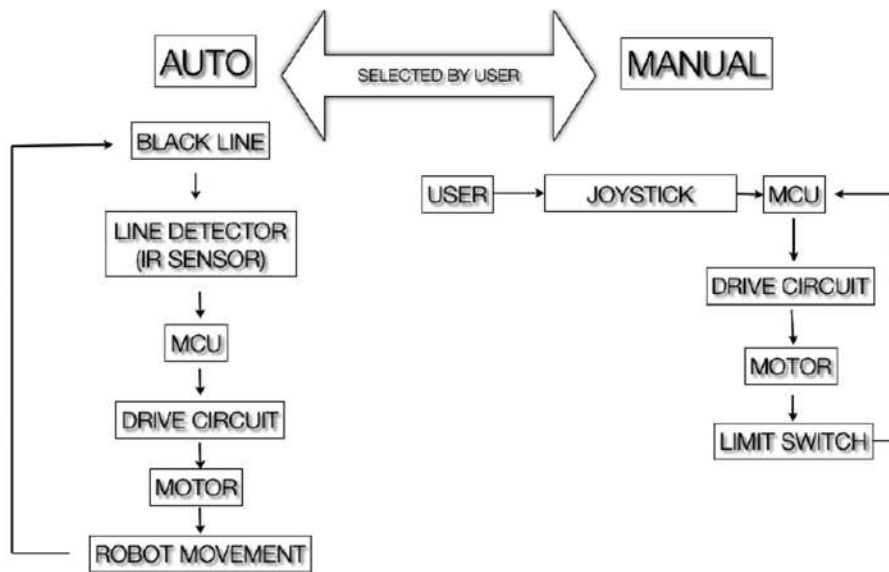 AUTO
SELECTED BY USER
MANUAL
BLACK LINE
LINE DETECTOR
(IR SENSOR)
MCU
DRIVE CIRCUIT
MOTOR
ROBOT MOVEMENT
USER
JOYSTICK
MCU
DRIVE CIRCUIT
MOTOR
LIMIT SWITCH